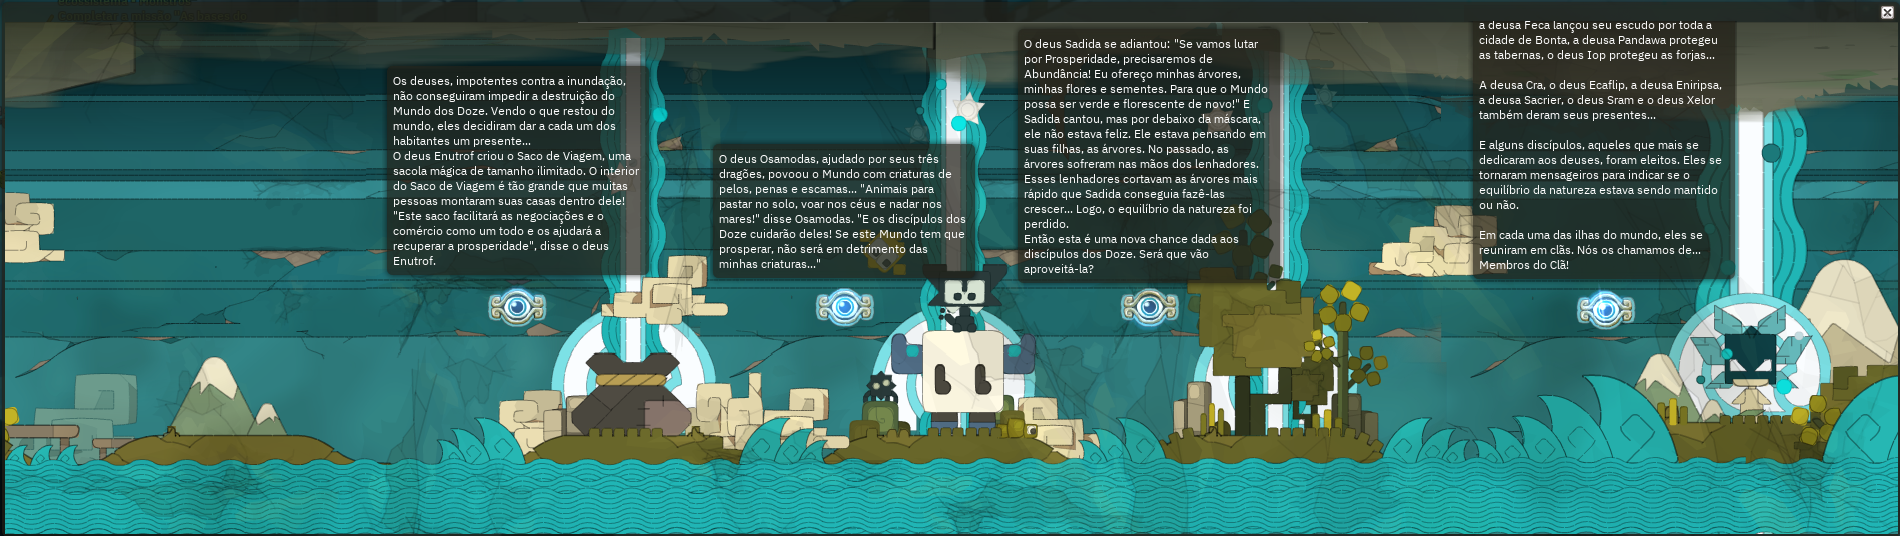 Os deuses, impotentes contra a inundação,
não conseguiram impedir a destruição do
Mundo dos Doze. Vendo o que restou do
mundo, eles decidiram dar a cada um dos
habitantes um presente...
O deus Enutrof criou o Saco de Viagem, uma
sacola mágica de tamanho ilimitado. O interior
do Saco de Viagem é tão grande que muitas
pessoas montaram suas casas dentro dele!
"Este saco facilitará as negociações e o
comércio como um todo e os ajudará a
recuperar a prosperidade", disse o deus
Enutrof.
O deus Osamodas, ajudado por seus três
dragões, povoou o Mundo com criaturas de
pelos, penas e escamas... "Animais para
pastar no solo, voar nos céus e nadar nos
mares!" disse Osamodas. "E os discípulos dos
Doze cuidarão deles! Se este Mundo tem que
prosperar, não será em detrimento das
minhas criaturas..."
O deus Sadida se adiantou: "Se vamos lutar
por Prosperidade, precisaremos de
Abundância! Eu ofereço minhas árvores,
minhas flores e sementes. Para que o Mundo
possa ser verde e florescente de novo!" E
Sadida cantou, mas por debaixo da máscara,
ele não estava feliz. Ele estava pensando em
suas filhas, as árvores. No passado, as
árvores sofreram nas mãos dos lenhadores.
Esses lenhadores cortavam as árvores mais
rápido que Sadida conseguia fazê-las
crescer... Logo, o equilíbrio da natureza foi
perdido.
Então esta é uma nova chance dada aos
discípulos dos Doze. Será que vão
aproveitá-la?
a deusa Feca lançou seu escudo por toda a
cidade de Bonta, a deusa Pandawa protegeu
as tabernas, o deus Iop protegeu as forjas...
A deusa Cra, o deus Ecaflip, a deusa Eniripsa,
a deusa Sacrier, o deus Sram e o deus Xelor
também deram seus presentes...
E alguns discípulos, aqueles que mais se
dedicaram aos deuses, foram eleitos. Eles se
tornaram mensageiros para indicar se o
equilíbrio da natureza estava sendo mantido
ou não.
Em cada uma das ilhas do mundo, eles se
reuniram em clãs. Nós os chamamos de...
Membros do Clã!